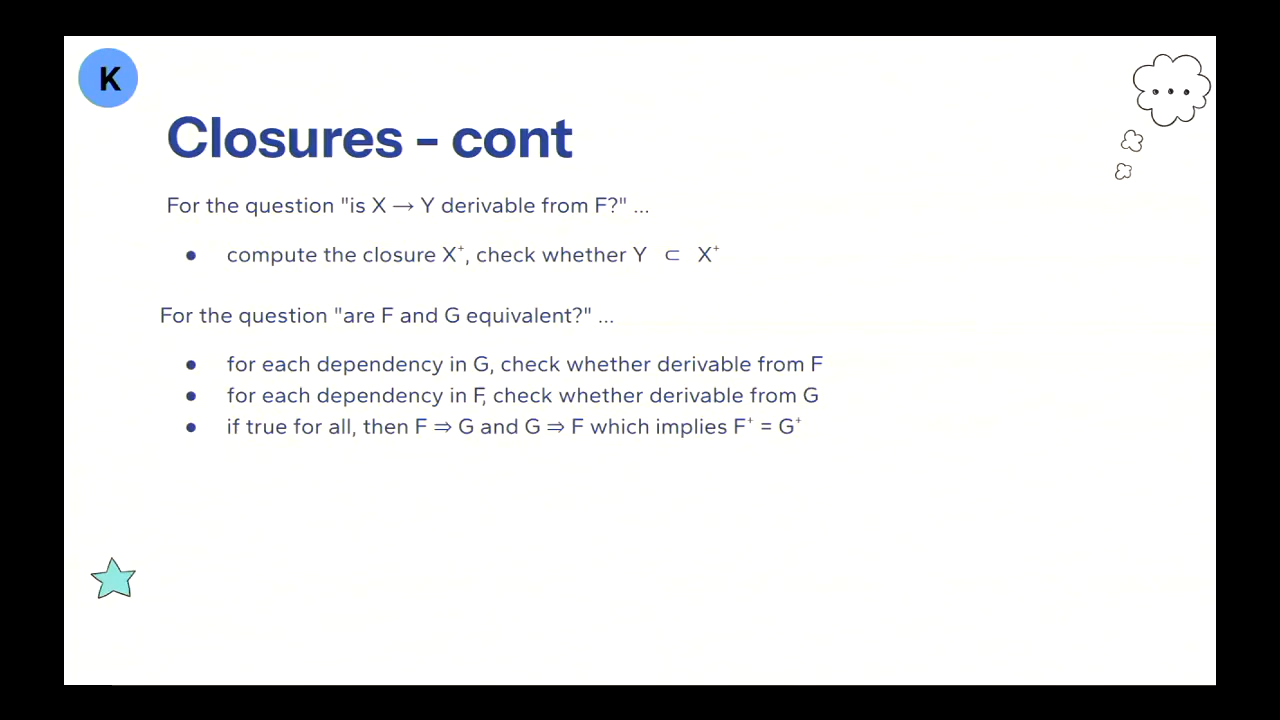 K
Closures - cont
For the question "is X → Y derivable from F?" ...
● compute the closure X⁺, check whether Y ⊂ X⁺
For the question "are F and G equivalent?" ...
● for each dependency in G, check whether derivable from F
● for each dependency in F, check whether derivable from G
● if true for all, then F ⇒ G and G ⇒ F which implies F⁺ = G⁺